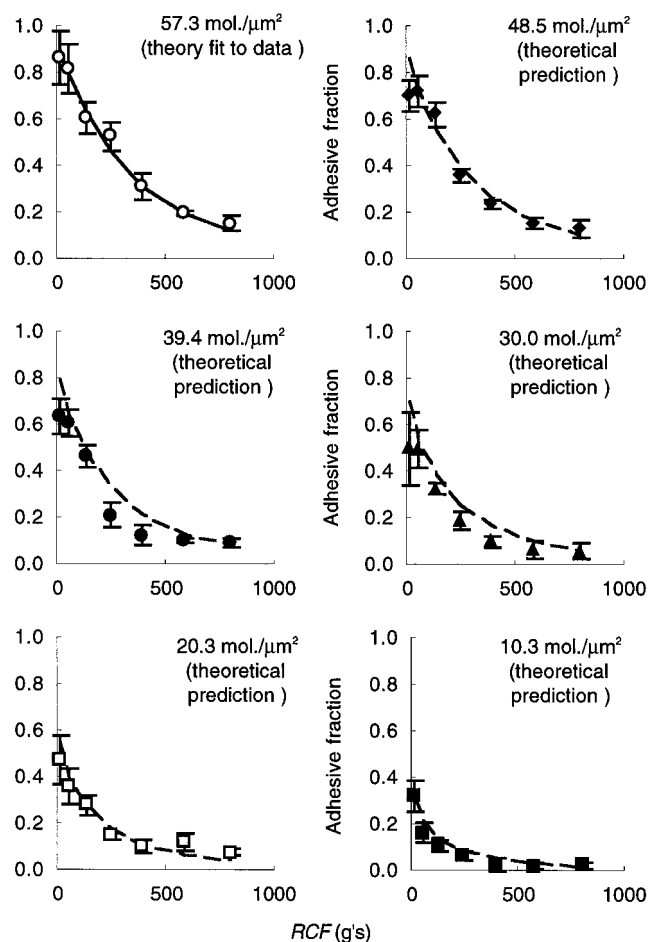 57.3 mol./μm²
(theory fit to data )
1.0
0.8
0.6
0.4
0.2
0.0
0
500
1000
48.5 mol./μm²
(theoretical
prediction )
Adhesive fraction
1.0
0.8
0.6
0.4
0.2
0.0
0
500
1000
39.4 mol./μm²
(theoretical
prediction )
1.0
0.8
0.6
0.4
0.2
0.0
0
500
1000
30.0 mol./μm²
(theoretical
prediction )
Adhesive fraction
1.0
0.8
0.6
0.4
0.2
0.0
0
500
1000
20.3 mol./μm²
(theoretical
prediction )
1.0
0.8
0.6
0.4
0.2
0.0
0
500
1000
10.3 mol./μm²
(theoretical
prediction )
Adhesive fraction
1.0
0.8
0.6
0.4
0.2
0.0
0
500
1000
RCF (g's)